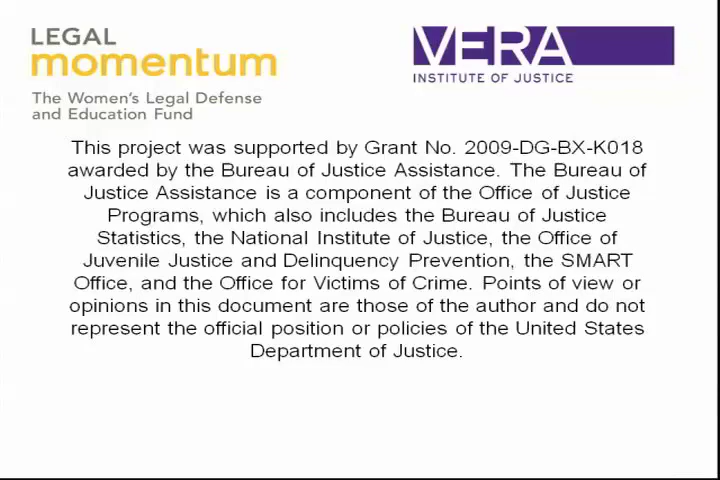 LEGAL
momentum
The Women's Legal Defense
and Education Fund
VERA
INSTITUTE OF JUSTICE
This project was supported by Grant No. 2009-DG-BX-K018
awarded by the Bureau of Justice Assistance. The Bureau of
Justice Assistance is a component of the Office of Justice
Programs, which also includes the Bureau of Justice
Statistics, the National Institute of Justice, the Office of
Juvenile Justice and Delinquency Prevention, the SMART
Office, and the Office for Victims of Crime. Points of view or
opinions in this document are those of the author and do not
represent the official position or policies of the United States
Department of Justice.